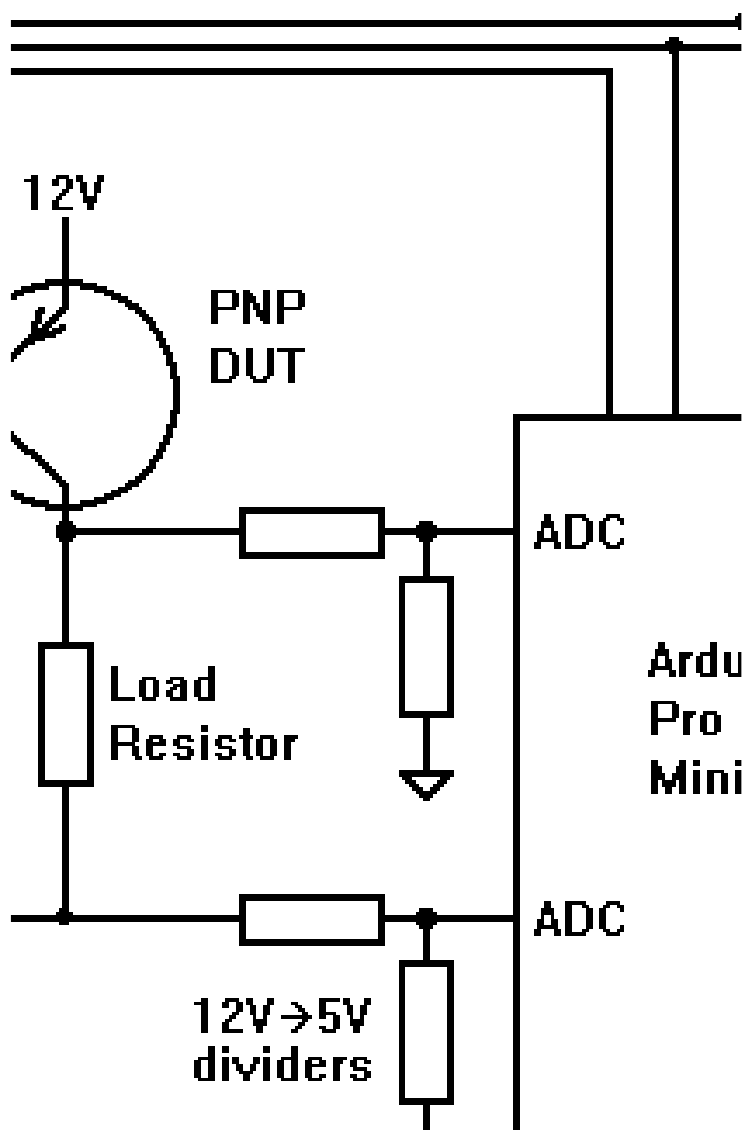 12V
PNP
DUT
ADC
Load
Resistor
Ardu
Pro
Mini
ADC
12V→5V
dividers